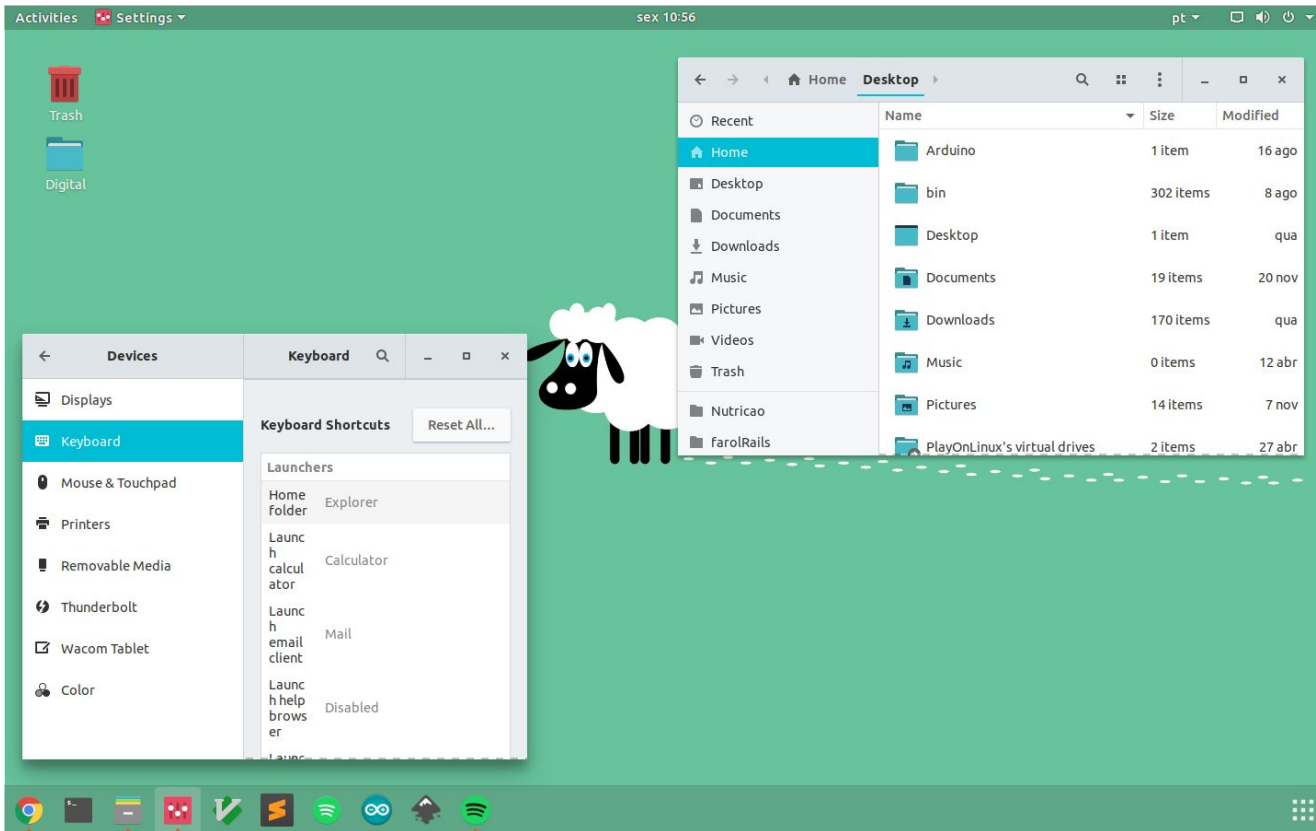 Activities Settings sex 10:56 pt
Trash
Digital
Home Desktop
Recent
Home
Desktop
Documents
Downloads
Music
Pictures
Videos
Trash
Nutricao
farolRails
Name Size Modified
Arduino 1 item 16 ago
bin 302 items 8 ago
Desktop 1 item qua
Documents 19 items 20 nov
Downloads 170 items qua
Music 0 items 12 abr
Pictures 14 items 7 nov
PlayOnLinux's virtual drives 2 items 27 abr
Devices
Displays
Keyboard
Mouse & Touchpad
Printers
Removable Media
Thunderbolt
Wacom Tablet
Color
Keyboard
Keyboard Shortcuts Reset All...
Launchers
Home
folder
Explorer
Launc
h
calcul
ator
Calculator
Launc
h
email
client
Mail
Launc
h help
brows
er
Disabled
Launc